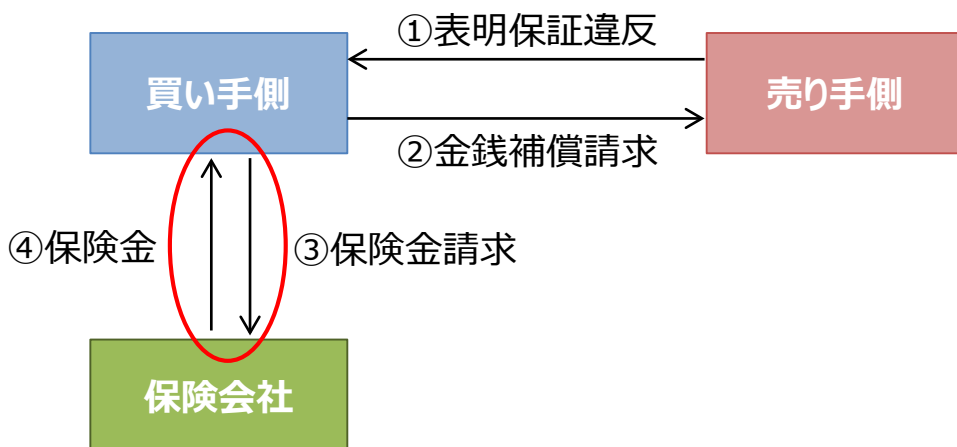 ①表明保証違反
買い手側
売り手側
②金銭補償請求
④保険金
③保険金請求
保険会社